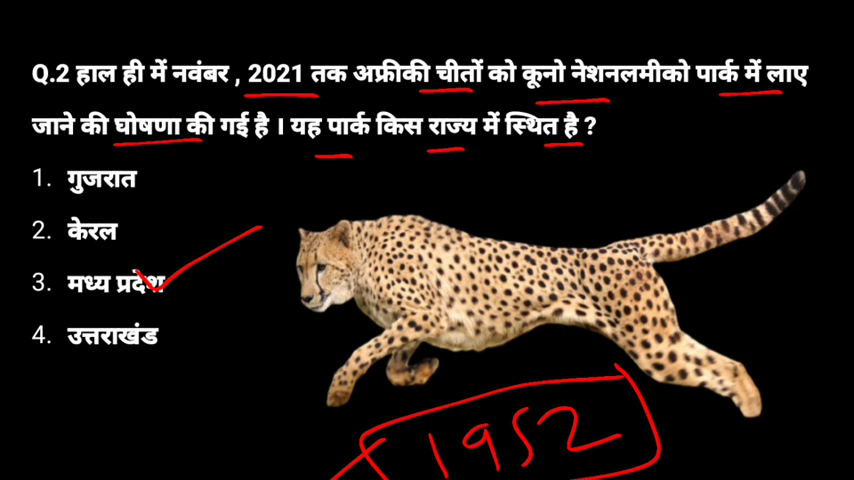 Q.2 हाल ही में नवंबर , 2021 तक अफ्रीकी चीतों को कूनो नेशनलमीको पार्क में लाए
जाने की घोषणा की गई है । यह पार्क किस राज्य में स्थित है ?
1. गुजरात
2. केरल
3. मध्य प्रदेश
4. उत्तराखंड
1952